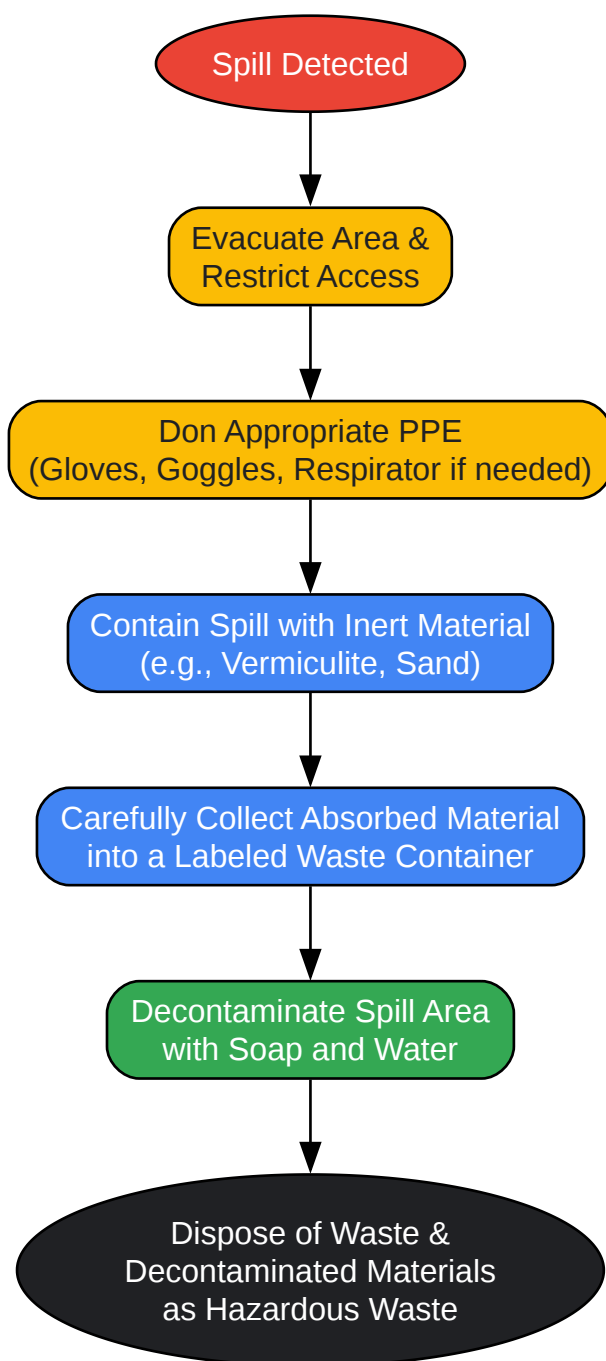 Spill Detected
Evacuate Area &
Restrict Access
Don Appropriate PPE
(Gloves, Goggles, Respirator if needed)
Contain Spill with Inert Material
(e.g., Vermiculite, Sand)
Carefully Collect Absorbed Material
into a Labeled Waste Container
Decontaminate Spill Area
with Soap and Water
Dispose of Waste &
Decontaminated Materials
as Hazardous Waste